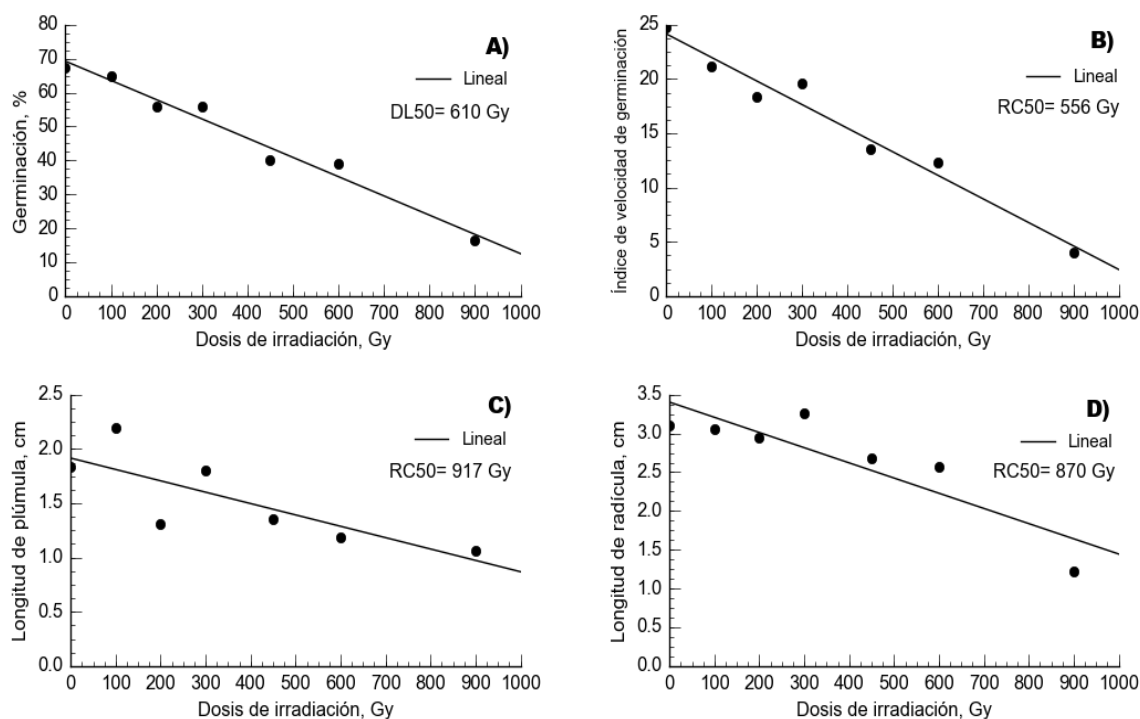 A)
Lineal
DL50= 610 Gy
Germinación, %
80
70
60
50
40
30
20
10
0
0 100 200 300 400 500 600 700 800 900 1000
Dosis de irradiación, Gy
B)
Lineal
RC50= 556 Gy
Índice de velocidad de germinación
25
20
15
10
5
0
0 100 200 300 400 500 600 700 800 900 1000
Dosis de irradiación, Gy
C)
Lineal
RC50= 917 Gy
Longitud de plúmula, cm
2.5
2.0
1.5
1.0
0.5
0.0
0 100 200 300 400 500 600 700 800 900 1000
Dosis de irradiación, Gy
D)
Lineal
RC50= 870 Gy
Longitud de radícula, cm
3.5
3.0
2.5
2.0
1.5
1.0
0.5
0.0
0 100 200 300 400 500 600 700 800 900 1000
Dosis de irradiación, Gy